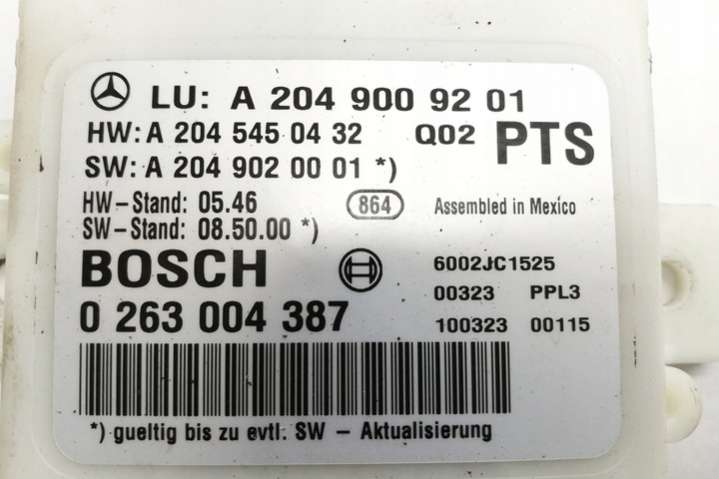 LU: A 204 900 92 01
HW: A 204 545 04 32 Q02 PTS
SW: A 204 902 00 01 *)
HW-Stand: 05.46 864 Assembled in Mexico
SW-Stand: 08.50.00 *)
BOSCH 6002JC1525
0 263 004 387 00323 PPL3
100323 00115
*) gueltig bis zu evtl. SW - Aktualisierung